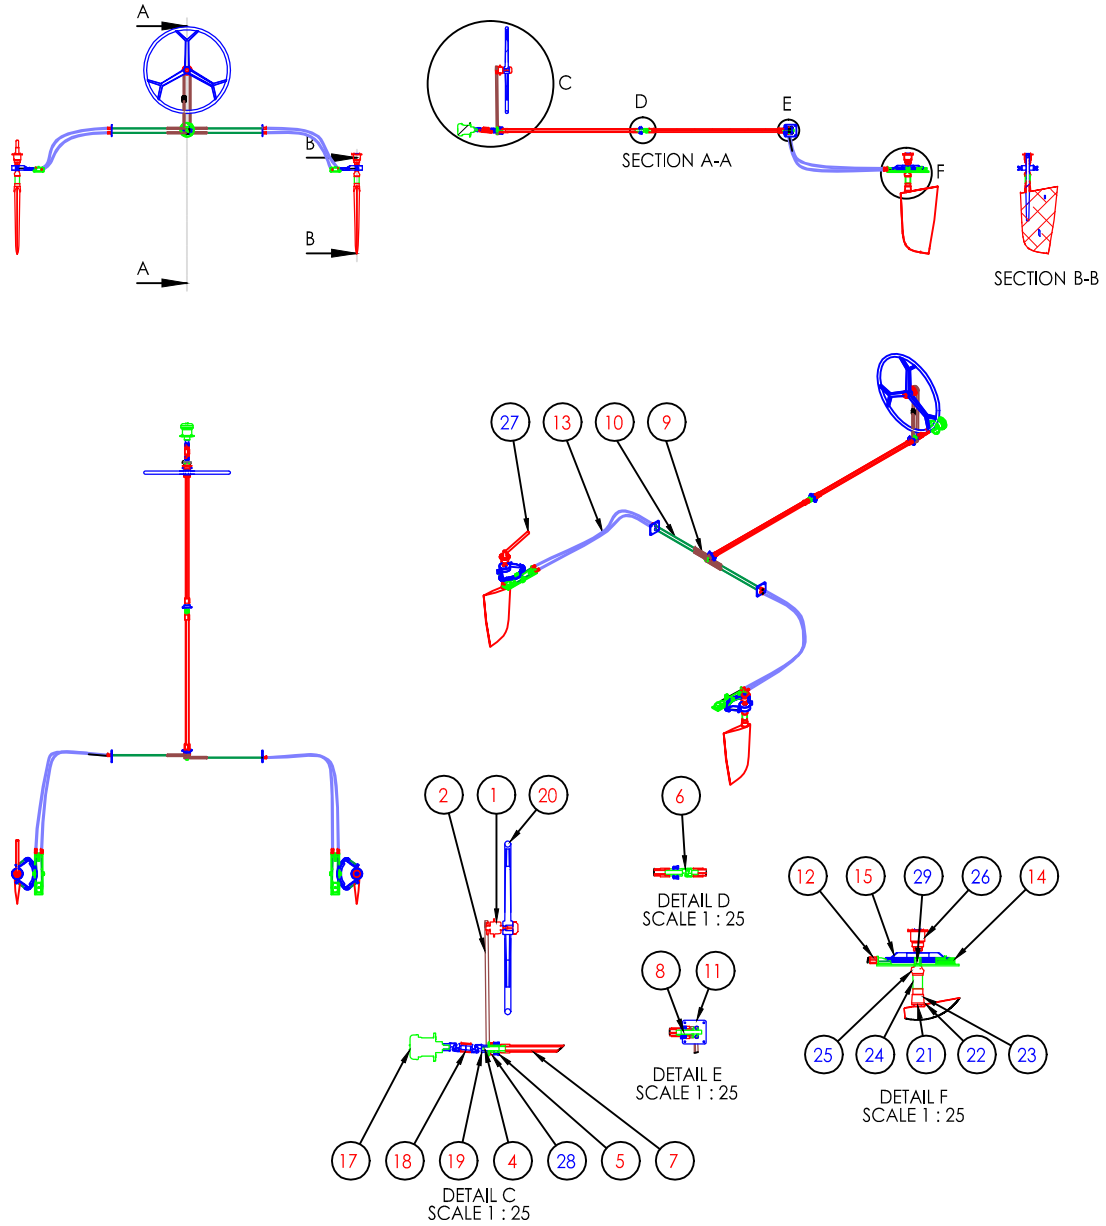 A
C
D
E
B
SECTION A-A
F
B
A
SECTION B-B
27
13
10
9
2
1
20
6
DETAIL D
SCALE 1 : 25
12
15
29
26
14
8
11
DETAIL E
SCALE 1 : 25
25
24
21
22
23
DETAIL F
SCALE 1 : 25
17
18
19
4
28
5
7
DETAIL C
SCALE 1 : 25